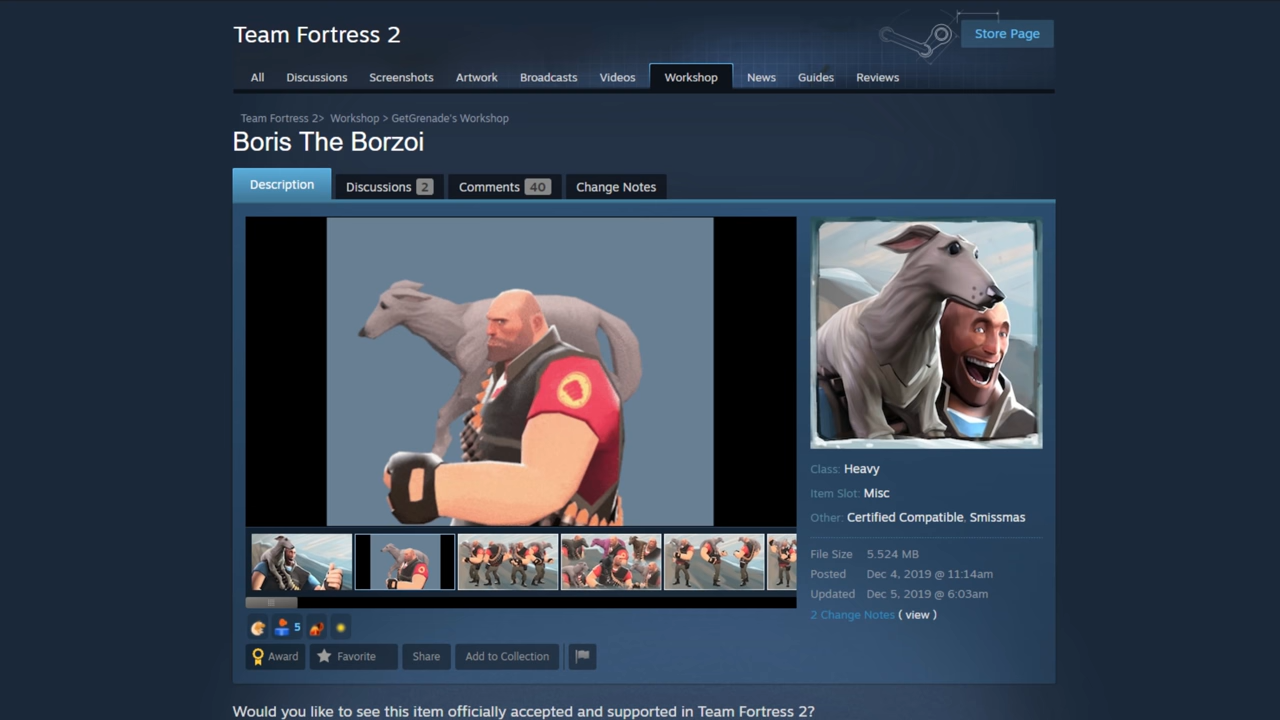 Team Fortress 2
Store Page
All Discussions Screenshots Artwork Broadcasts Videos Workshop News Guides Reviews
Team Fortress 2> Workshop > GetGrenade's Workshop
Boris The Borzoi
Description Discussions 2 Comments 40 Change Notes
Class: Heavy
Item Slot: Misc
Other: Certified Compatible, Smissmas
File Size 5.524 MB
Posted Dec 4, 2019 @ 11:14am
Updated Dec 5, 2019 @ 6:03am
2 Change Notes ( view )
5
Award Favorite Share Add to Collection
Would you like to see this item officially accepted and supported in Team Fortress 2?